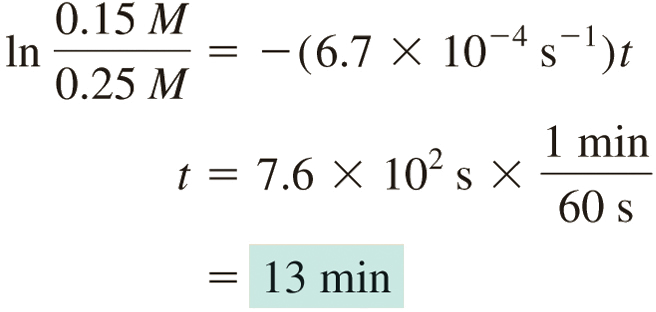 ln 0.15 M / 0.25 M = −(6.7 × 10⁻⁴ s⁻¹)t
t = 7.6 × 10² s × 1 min / 60 s
= 13 min